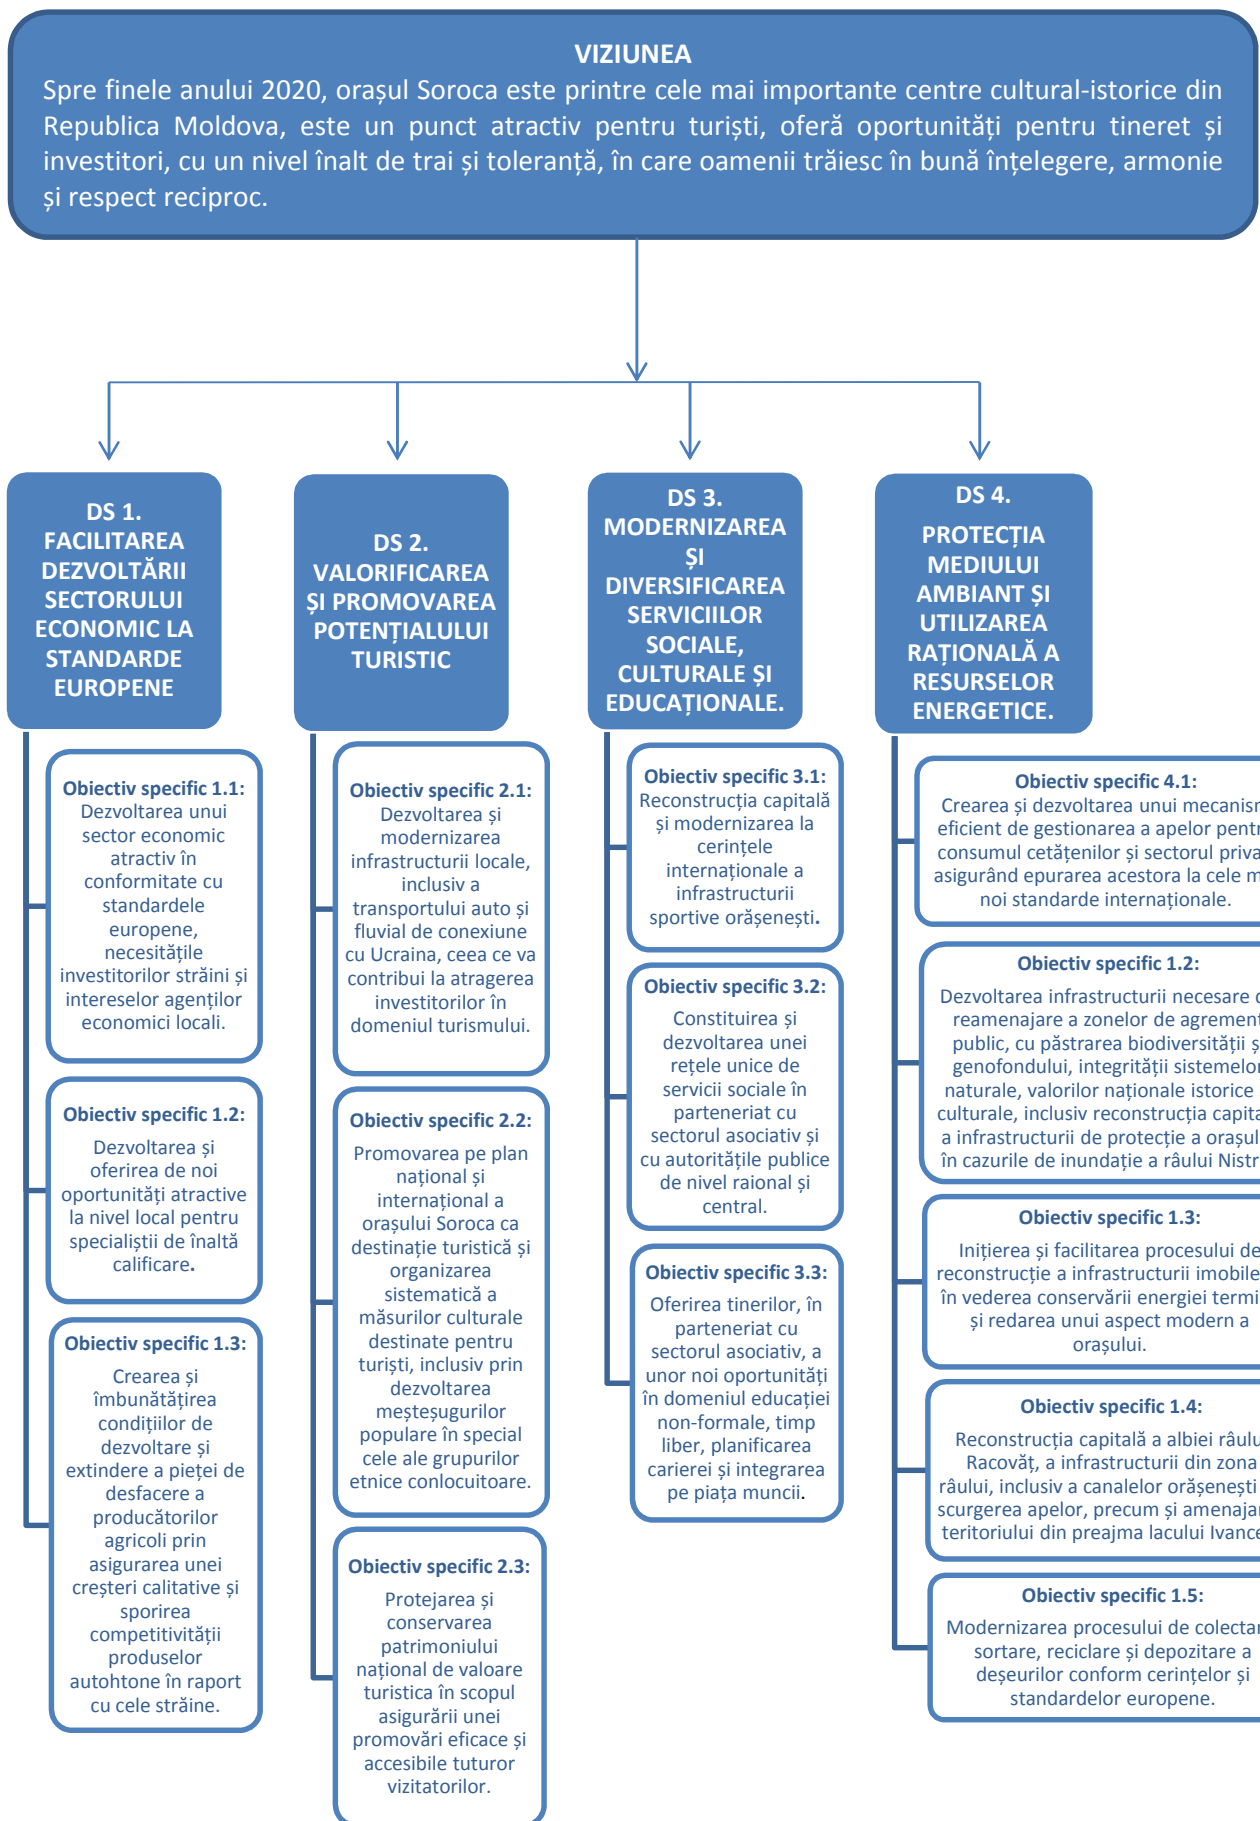 VIZIUNEA
Spre finele anului 2020, orașul Soroca este printre cele mai importante centre cultural-istorice din
Republica Moldova, este un punct atractiv pentru turiști, oferă oportunități pentru tineret și
investitori, cu un nivel înalt de trai și toleranță, în care oamenii trăiesc în bună înțelegere, armonie
și respect reciproc.
DS 1.
FACILITAREA
DEZVOLTĂRII
SECTORULUI
ECONOMIC LA
STANDARDE
EUROPENE
Obiectiv specific 1.1:
Dezvoltarea unui
sector economic
atractiv în
conformitate cu
standardele
europene,
necesitățile
investitorilor străini și
intereselor agenților
economici locali.
Obiectiv specific 1.2:
Dezvoltarea și
oferirea de noi
oportunități atractive
la nivel local pentru
specialiștii de înaltă
calificare.
Obiectiv specific 1.3:
Crearea și
îmbunătățirea
condițiilor de
dezvoltare și
extindere a pieței de
desfacere a
producătorilor
agricoli prin
asigurarea unei
creșteri calitative și
sporirea
competitivității
produselor
autohtone în raport
cu cele străine.
DS 2.
VALORIFICAREA
ȘI PROMOVAREA
POTENȚIALULUI
TURISTIC
Obiectiv specific 2.1:
Dezvoltarea și
modernizarea
infrastructurii locale,
inclusiv a
transportului auto și
fluvial de conexiune
cu Ucraina, ceea ce va
contribui la atragerea
investitorilor în
domeniul turismului.
Obiectiv specific 2.2:
Promovarea pe plan
național și
internațional a
orașului Soroca ca
destinație turistică și
organizarea
sistematică a
măsurilor culturale
destinate pentru
turiști, inclusiv prin
dezvoltarea
meșteșugurilor
populare în special
cele ale grupurilor
etnice conlocuitoare.
Obiectiv specific 2.3:
Protejarea și
conservarea
patrimoniului
național de valoare
turistica în scopul
asigurării unei
promovări eficace și
accesibile tuturor
vizitatorilor.
DS 3.
MODERNIZAREA
ȘI
DIVERSIFICAREA
SERVICIILOR
SOCIALE,
CULTURALE ȘI
EDUCAȚIONALE.
Obiectiv specific 3.1:
Reconstrucția capitală
și modernizarea la
cerințele
internaționale a
infrastructurii
sportive orășenești.
Obiectiv specific 3.2:
Constituirea și
dezvoltarea unei
rețele unice de
servicii sociale în
parteneriat cu
sectorul asociativ și
cu autoritățile publice
de nivel raional și
central.
Obiectiv specific 3.3:
Oferirea tinerilor, în
parteneriat cu
sectorul asociativ, a
unor noi oportunități
în domeniul educației
non-formale, timp
liber, planificarea
carierei și integrarea
pe piața muncii.
DS 4.
PROTECȚIA
MEDIULUI
AMBIANT ȘI
UTILIZAREA
RAȚIONALĂ A
RESURSELOR
ENERGETICE.
Obiectiv specific 4.1:
Crearea și dezvoltarea unui mecanism
eficient de gestionarea a apelor pentr
consumul cetățenilor și sectorul priva
asigurând epurarea acestora la cele m
noi standarde internaționale.
Obiectiv specific 1.2:
Dezvoltarea infrastructurii necesare d
reamenajare a zonelor de agrement
public, cu păstrarea biodiversității ș
genofondului, integrității sistemelor
naturale, valorilor naționale istorice
culturale, inclusiv reconstrucția capita
a infrastructurii de protecție a orașul
în cazurile de inundație a râului Nistr
Obiectiv specific 1.3:
Inițierea și facilitarea procesului de
reconstrucție a infrastructurii imobile
în vederea conservării energiei termi
și redarea unui aspect modern a
orașului.
Obiectiv specific 1.4:
Reconstrucția capitală a albiei râulu
Racovăț, a infrastructurii din zona
râului, inclusiv a canalelor orășenești
scurgerea apelor, precum și amenajar
teritoriului din preajma lacului Ivance
Obiectiv specific 1.5:
Modernizarea procesului de colectar
sortare, reciclare și depozitare a
deșeurilor conform cerințelor și
standardelor europene.